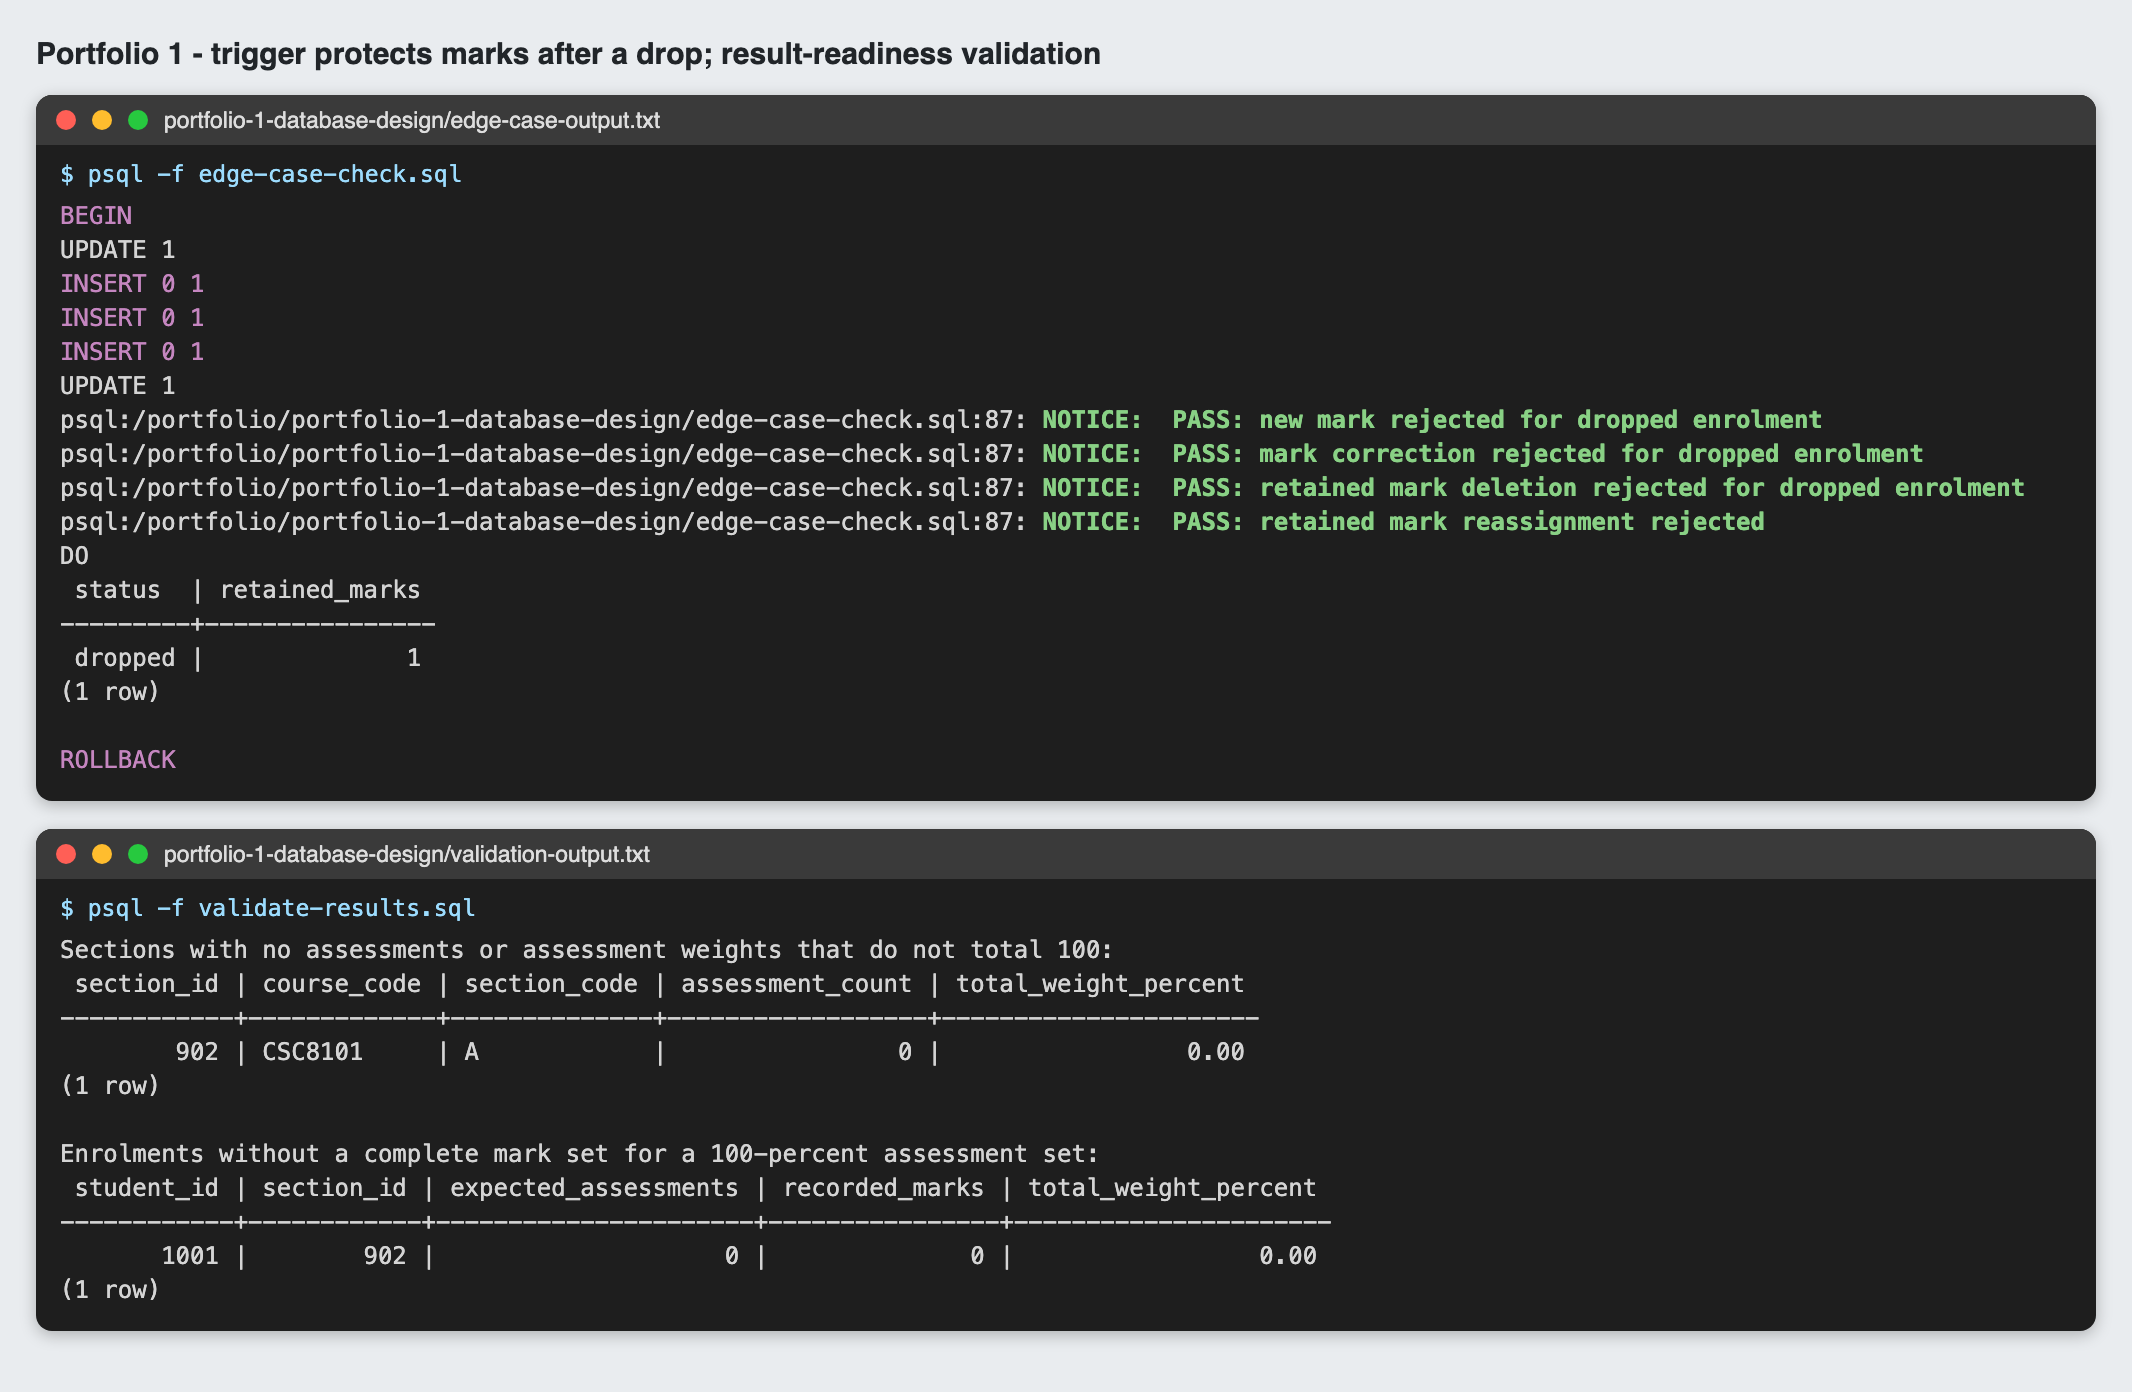 Portfolio 1 - trigger protects marks after a drop; result-readiness validation
portfolio-1-database-design/edge-case-output.txt
$ psql -f edge-case-check.sql
BEGIN
UPDATE 1
INSERT 0 1
INSERT 0 1
INSERT 0 1
UPDATE 1
psql:/portfolio/portfolio-1-database-design/edge-case-check.sql:87: NOTICE:  PASS: new mark rejected for dropped enrolment
psql:/portfolio/portfolio-1-database-design/edge-case-check.sql:87: NOTICE:  PASS: mark correction rejected for dropped enrolment
psql:/portfolio/portfolio-1-database-design/edge-case-check.sql:87: NOTICE:  PASS: retained mark deletion rejected for dropped enrolment
psql:/portfolio/portfolio-1-database-design/edge-case-check.sql:87: NOTICE:  PASS: retained mark reassignment rejected
DO
 status  | retained_marks
---------+----------------
 dropped |              1
(1 row)
ROLLBACK
portfolio-1-database-design/validation-output.txt
$ psql -f validate-results.sql
Sections with no assessments or assessment weights that do not total 100:
 section_id | course_code | section_code | assessment_count | total_weight_percent
------------+-------------+--------------+------------------+----------------------
        902 | CSC8101     | A            |                0 |                 0.00
(1 row)
Enrolments without a complete mark set for a 100-percent assessment set:
 student_id | section_id | expected_assessments | recorded_marks | total_weight_percent
------------+------------+----------------------+----------------+----------------------
       1001 |        902 |                    0 |              0 |                 0.00
(1 row)